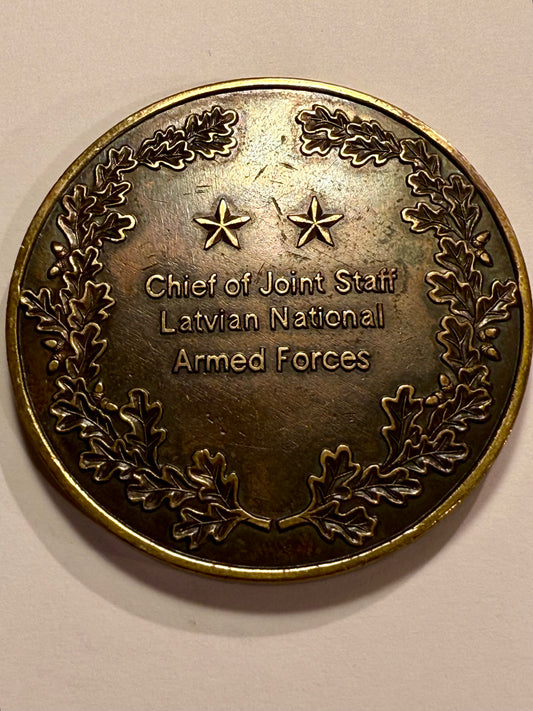 Chief of Joint Staff
Latvian National
Armed Forces